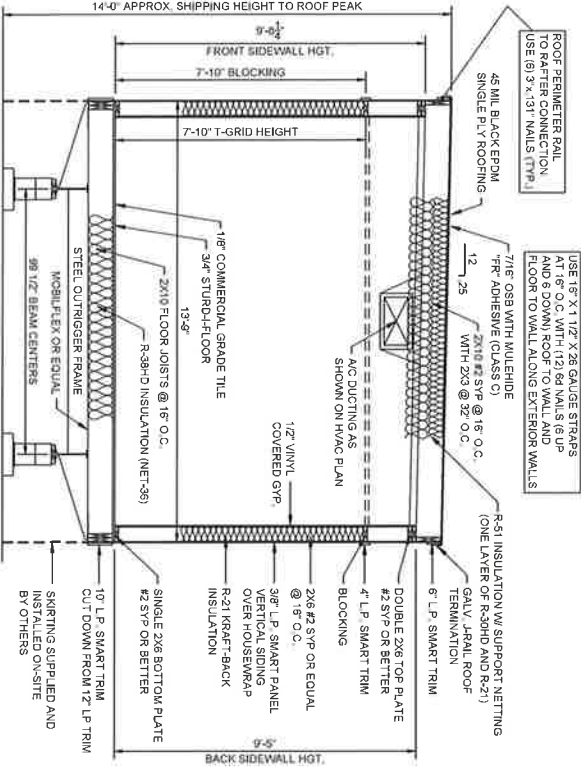 14'-0" APPROX. SHIPPING HEIGHT TO ROOF PEAK
9'-8¼"
FRONT SIDEWALL HGT.
7'-10" BLOCKING
7'-10" T-GRID HEIGHT
ROOF PERIMETER RAIL
TO RAFTER CONNECTION
USE (6) 3"x.131" NAILS (TYP.)
45 MIL BLACK EPDM
SINGLE PLY ROOFING
USE 16" X 1 1/2" X 26 GAUGE STRAPS
AT 16" O.C. WITH (12) 6d NAILS (6 UP
AND 6 DOWN) ROOF TO WALL AND
FLOOR TO WALL ALONG EXTERIOR WALLS
7/16" OSB WITH MULEHIDE
"FR" ADHESIVE (CLASS C)
12
25
2X10 #2 SYP @ 16" O.C.
WITH 2X3 @ 32" O.C.
R-51 INSULATION W/ SUPPORT NETTING
(ONE LAYER OF R-30HD AND R-21)
GALV. J-RAIL ROOF
TERMINATION
6" L.P. SMART TRIM
DOUBLE 2X6 TOP PLATE
#2 SYP OR BETTER
4" L.P. SMART TRIM
BLOCKING
2X6 #2 SYP OR EQUAL
@ 16" O.C.
3/8" L.P. SMART PANEL
VERTICAL SIDING
OVER HOUSEWRAP
R-21 KRAFT-BACK
INSULATION
SINGLE 2X6 BOTTOM PLATE
#2 SYP OR BETTER
10" L.P. SMART TRIM
CUT DOWN FROM 12" LP TRIM
SKIRTING SUPPLIED AND
INSTALLED ON-SITE
BY OTHERS
A/C DUCTING AS
SHOWN ON HVAC PLAN
1/2" VINYL
COVERED GYP.
13'-9"
1/8" COMMERCIAL GRADE TILE
3/4" STURD-I-FLOOR
2X10 FLOOR JOISTS @ 16" O.C.
R-38HD INSULATION (NET-36)
STEEL OUTRIGGER FRAME
MOBILFLEX OR EQUAL
99 1/2" BEAM CENTERS
9'-5"
BACK SIDEWALL HGT.